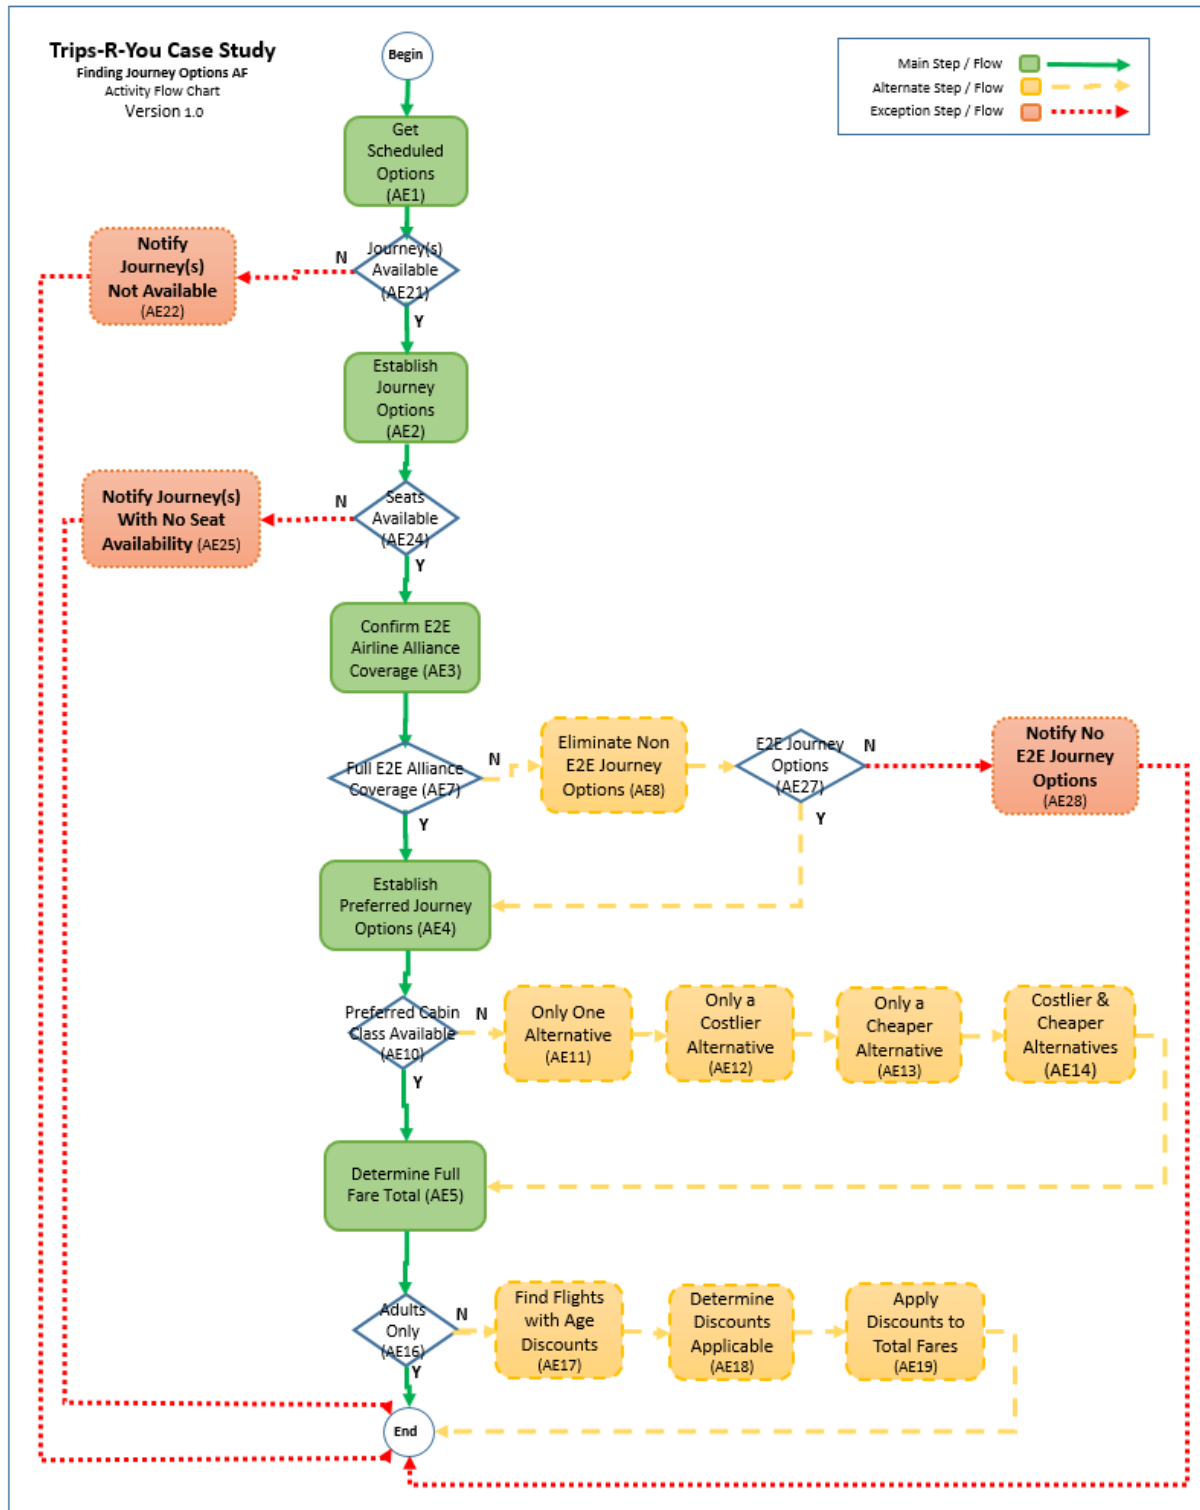 Trips-R-You Case Study
Finding Journey Options AF
Activity Flow Chart
Version 1.0
Begin
Main Step / Flow
Alternate Step / Flow
Exception Step / Flow
Get
Scheduled
Options
(AE1)
Journey(s)
Available
(AE21)
N
Y
Notify
Journey(s)
Not Available
(AE22)
Establish
Journey
Options
(AE2)
Seats
Available
(AE24)
N
Y
Notify Journey(s)
With No Seat
Availability (AE25)
Confirm E2E
Airline Alliance
Coverage (AE3)
Full E2E Alliance
Coverage (AE7)
N
Y
Eliminate Non
E2E Journey
Options (AE8)
E2E Journey
Options
(AE27)
N
Y
Notify No
E2E Journey
Options
(AE28)
Establish
Preferred Journey
Options (AE4)
Preferred Cabin
Class Available
(AE10)
N
Y
Only One
Alternative
(AE11)
Only a
Costlier
Alternative
(AE12)
Only a
Cheaper
Alternative
(AE13)
Costlier &
Cheaper
Alternatives
(AE14)
Determine Full
Fare Total (AE5)
Adults
Only
(AE16)
N
Y
Find Flights
with Age
Discounts
(AE17)
Determine
Discounts
Applicable
(AE18)
Apply
Discounts to
Total Fares
(AE19)
End